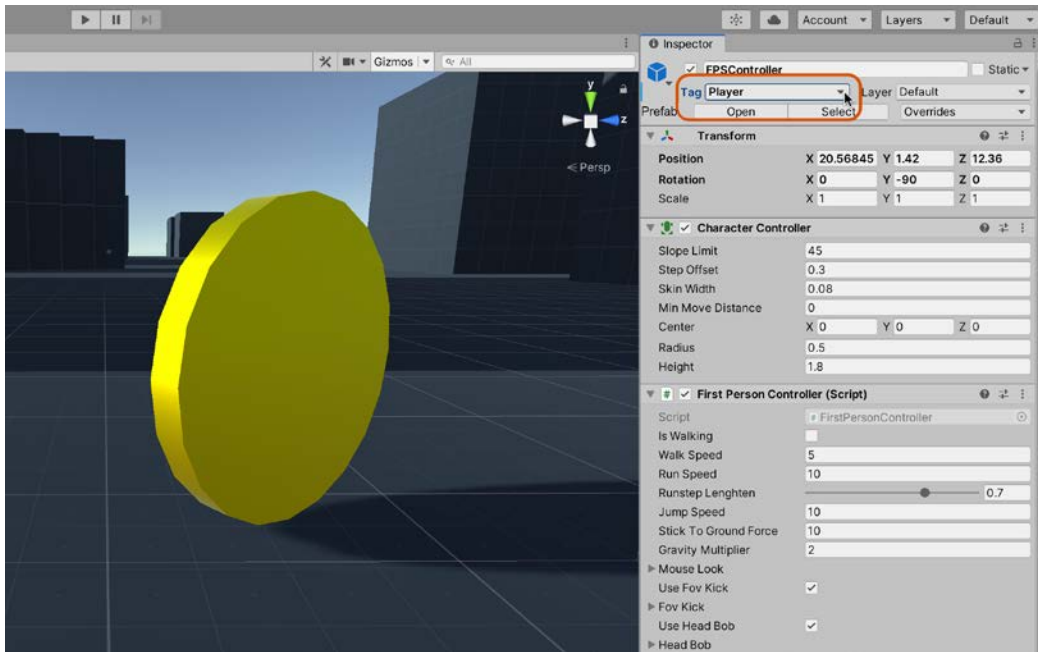 Account Layers Default
Inspector
Gizmos All
FPSController Static
Tag Player Layer Default
Prefab Open Select Overrides
y
z
Persp
Transform
Position X 20.56845 Y 1.42 Z 12.36
Rotation X 0 Y -90 Z 0
Scale X 1 Y 1 Z 1
Character Controller
Slope Limit 45
Step Offset 0.3
Skin Width 0.08
Min Move Distance 0
Center X 0 Y 0 Z 0
Radius 0.5
Height 1.8
First Person Controller (Script)
Script FirstPersonController
Is Walking
Walk Speed 5
Run Speed 10
Runstep Lenghten 0.7
Jump Speed 10
Stick To Ground Force 10
Gravity Multiplier 2
Mouse Look
Use Fov Kick
Fov Kick
Use Head Bob
Head Bob